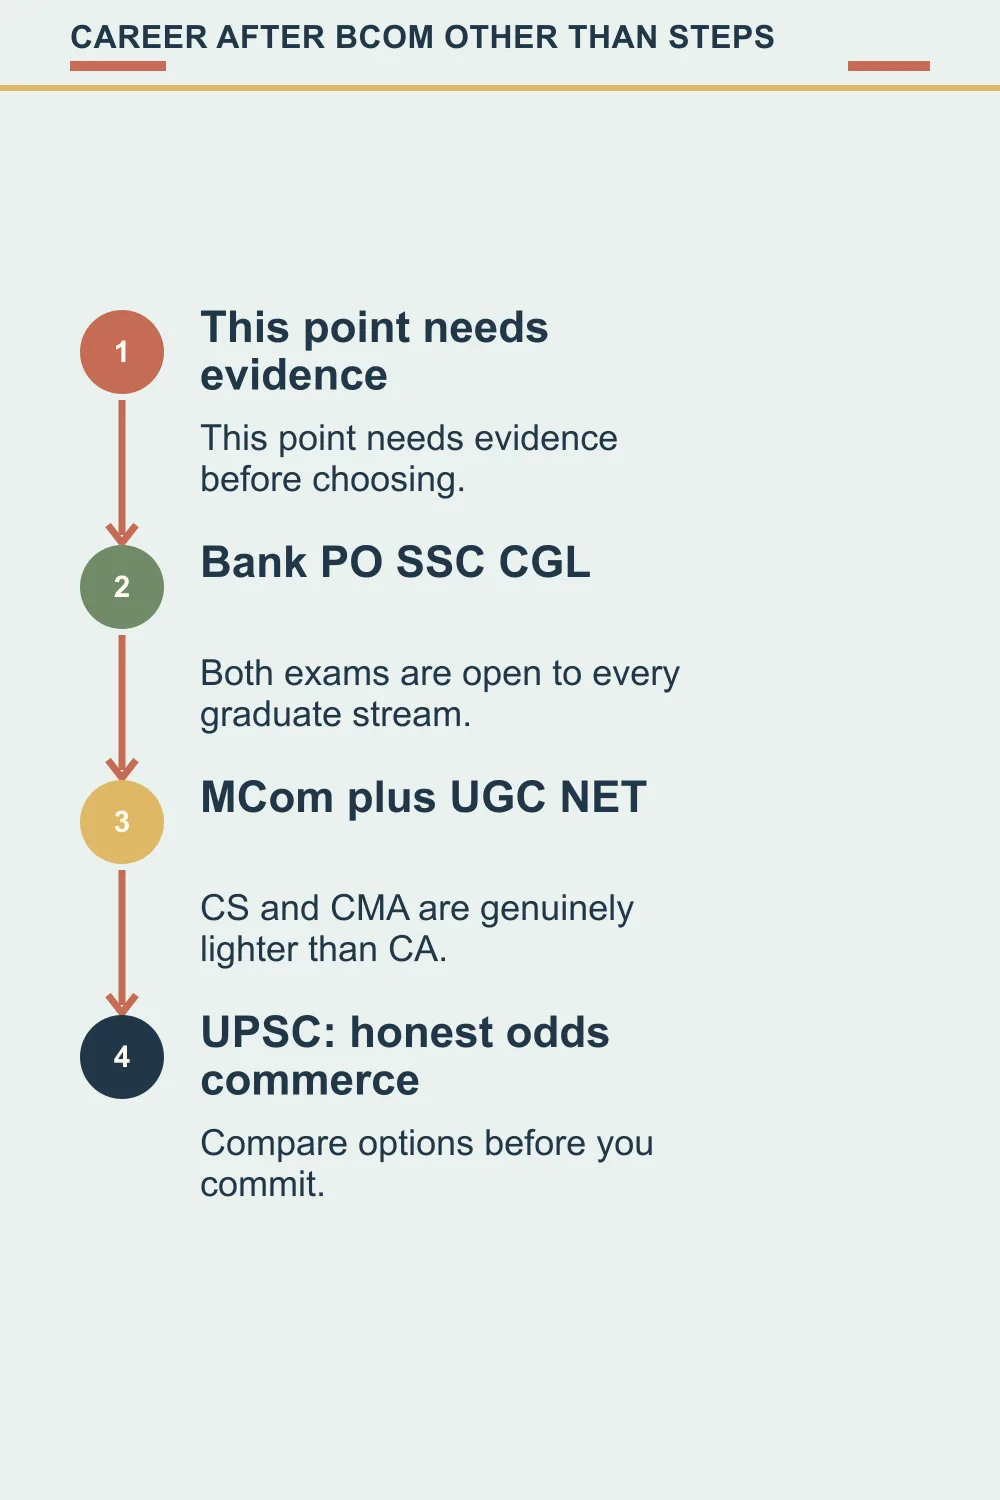 CAREER AFTER BCOM OTHER THAN STEPS
1
This point needs
evidence
This point needs evidence
before choosing.
2
Bank PO SSC CGL
Both exams are open to every
graduate stream.
3
MCom plus UGC NET
CS and CMA are genuinely
lighter than CA.
4
UPSC: honest odds
commerce
Compare options before you
commit.